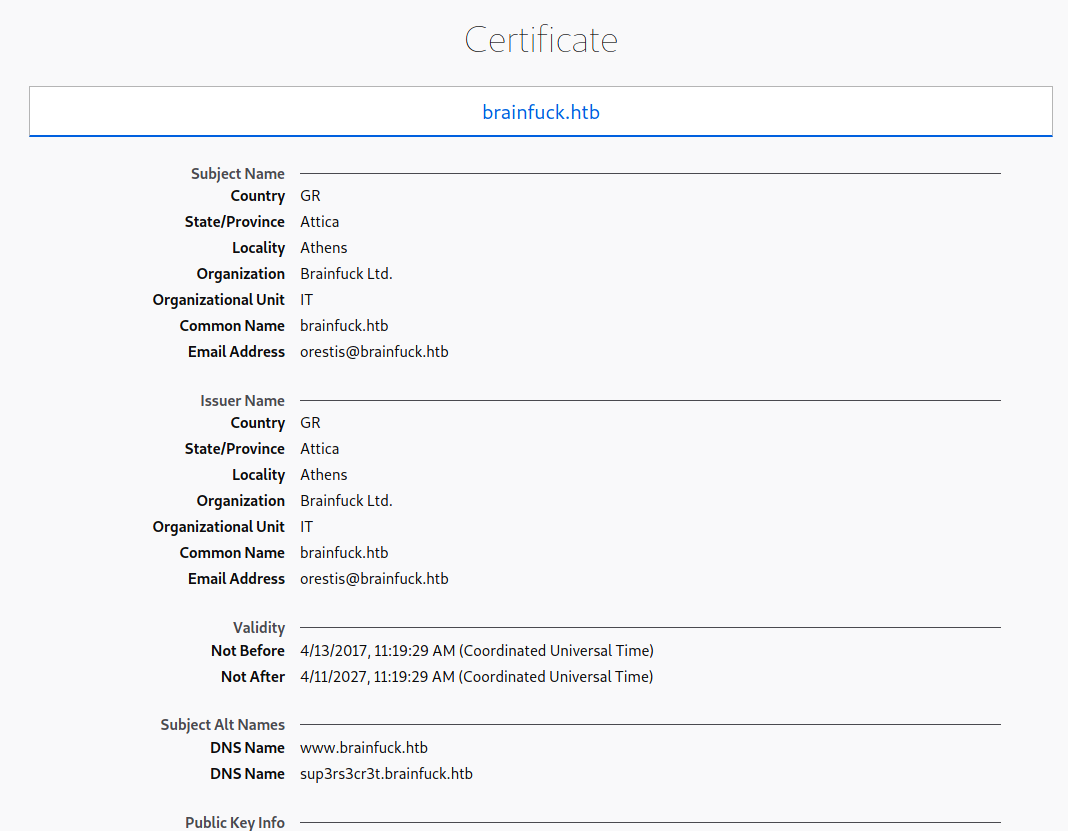 Certificate
brainfuck.htb
Subject Name
Country GR
State/Province Attica
Locality Athens
Organization Brainfuck Ltd.
Organizational Unit IT
Common Name brainfuck.htb
Email Address orestis@brainfuck.htb
Issuer Name
Country GR
State/Province Attica
Locality Athens
Organization Brainfuck Ltd.
Organizational Unit IT
Common Name brainfuck.htb
Email Address orestis@brainfuck.htb
Validity
Not Before 4/13/2017, 11:19:29 AM (Coordinated Universal Time)
Not After 4/11/2027, 11:19:29 AM (Coordinated Universal Time)
Subject Alt Names
DNS Name www.brainfuck.htb
DNS Name sup3rs3cr3t.brainfuck.htb
Public Key Info